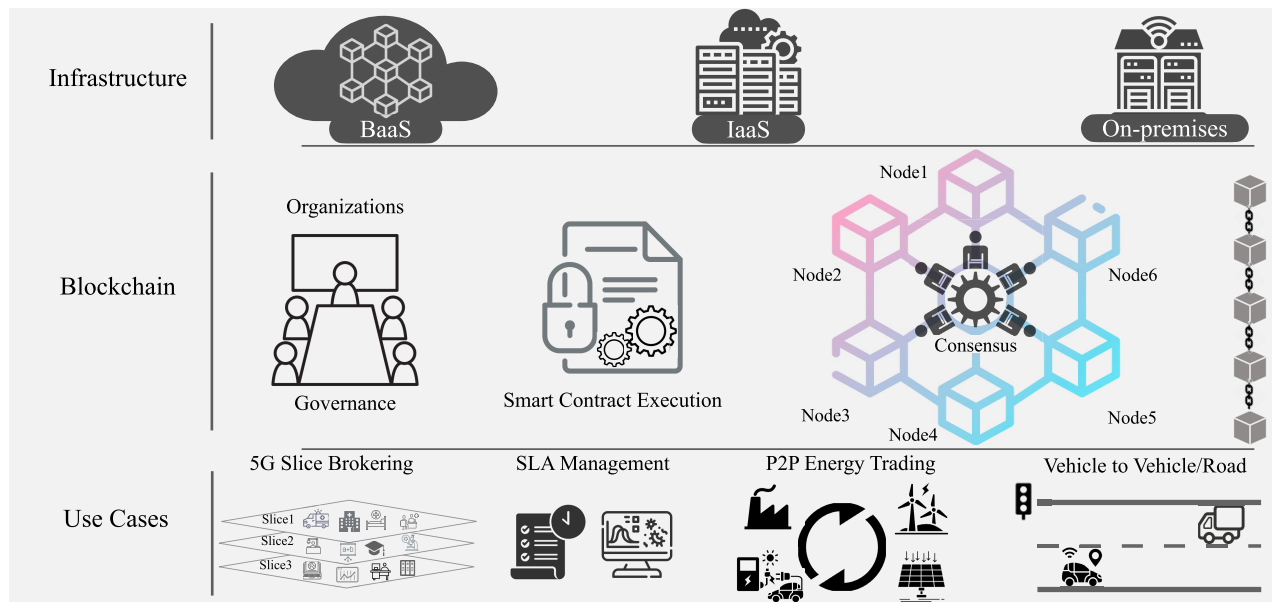 Infrastructure
BaaS
IaaS
On-premises
Blockchain
Organizations
Governance
Smart Contract Execution
Node1
Node2
Node6
Consensus
Node3
Node4
Node5
Use Cases
5G Slice Brokering
Slice1
Slice2
Slice3
SLA Management
P2P Energy Trading
Vehicle to Vehicle/Road